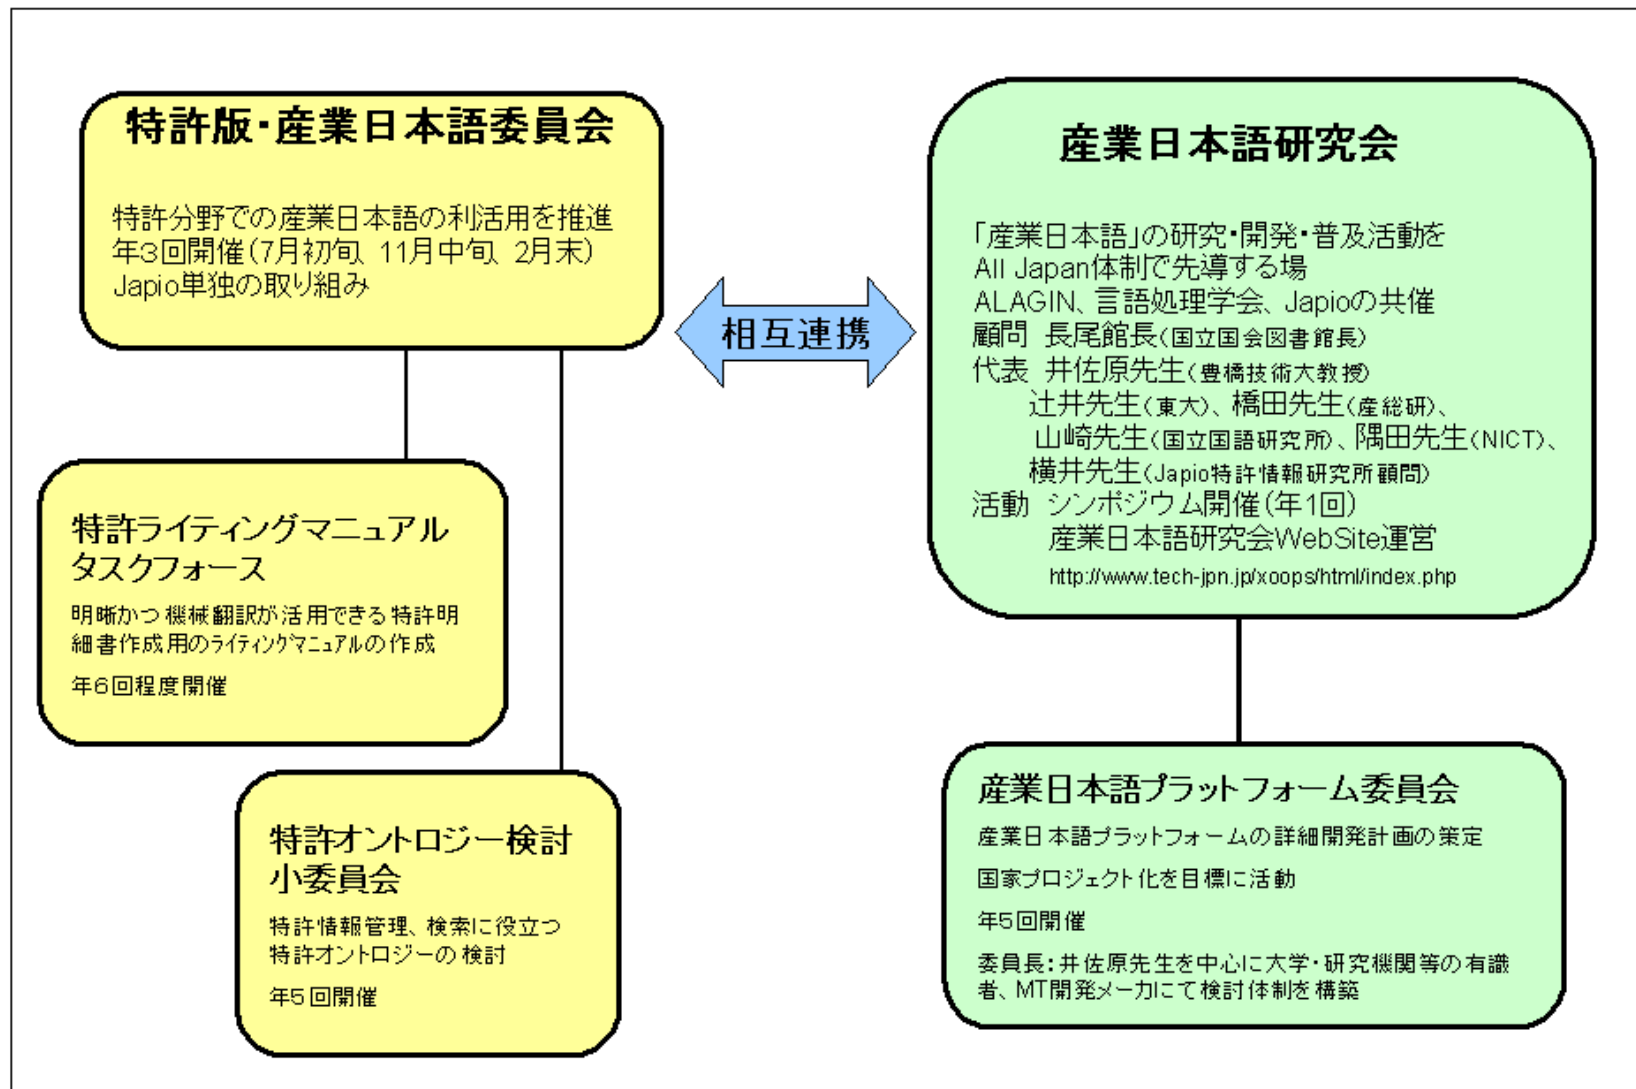 特許版・産業日本語委員会
特許分野での産業日本語の利活用を推進
年3回開催(7月初旬、11月中旬、2月末)
Japio単独の取り組み
相互連携
産業日本語研究会
「産業日本語」の研究・開発・普及活動を
All Japan体制で先導する場
ALAGIN、言語処理学会、Japioの共催
顧問 長尾館長(国立国会図書館長)
代表 井佐原先生(豊橋技術大教授)
辻井先生(東大)、橋田先生(産総研)、
山崎先生(国立国語研究所)、隅田先生(NICT)、
横井先生(Japio特許情報研究所顧問)
活動 シンポジウム開催(年1回)
産業日本語研究会WebSite運営
http://www.tech-jpn.jp/xoops/html/index.php
特許ライティングマニュアル
タスクフォース
明晰かつ機械翻訳が活用できる特許明
細書作成用のライティングマニュアルの作成
年6回程度開催
特許オントロジー検討
小委員会
特許情報管理、検索に役立つ
特許オントロジーの検討
年5回開催
産業日本語プラットフォーム委員会
産業日本語プラットフォームの詳細開発計画の策定
国家プロジェクト化を目標に活動
年5回開催
委員長:井佐原先生を中心に大学・研究機関等の有識
者、MT開発メーカにて検討体制を構築